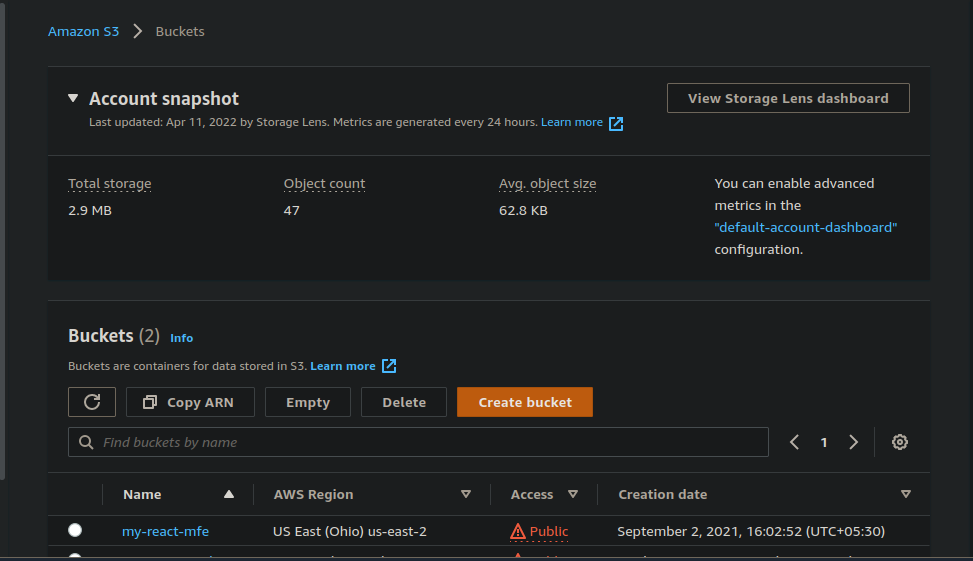 Amazon S3 > Buckets
Account snapshot
View Storage Lens dashboard
Last updated: Apr 11, 2022 by Storage Lens. Metrics are generated every 24 hours. Learn more
Total storage
2.9 MB
Object count
47
Avg. object size
62.8 KB
You can enable advanced
metrics in the
"default-account-dashboard"
configuration.
Buckets (2) Info
Buckets are containers for data stored in S3. Learn more
Copy ARN Empty Delete Create bucket
Find buckets by name
1
Name AWS Region Access Creation date
my-react-mfe US East (Ohio) us-east-2 Public September 2, 2021, 16:02:52 (UTC+05:30)